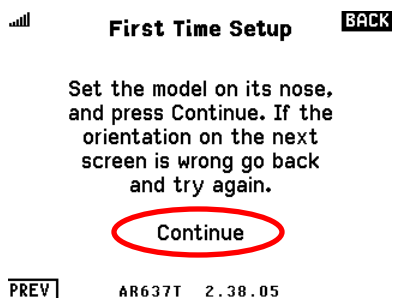 First Time Setup
BACK
Set the model on its nose,
and press Continue. If the
orientation on the next
screen is wrong go back
and try again.
Continue
PREV
AR637T 2.38.05